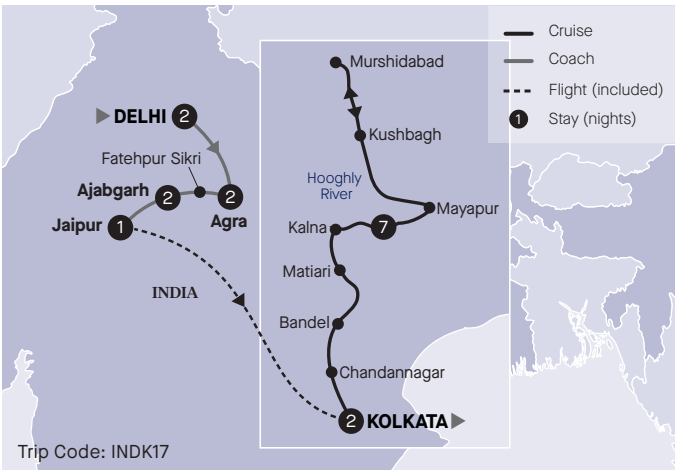 Cruise
Coach
Flight (included)
1 Stay (nights)
Murshidabad
DELHI 2
Kushbagh
Fatehpur Sikri
Hooghly
River
Ajabgarh 2
2
Agra
Jaipur 1
Mayapur
Kalna
7
Matiari
INDIA
Bandel
Chandannagar
2 KOLKATA
Trip Code: INDK17